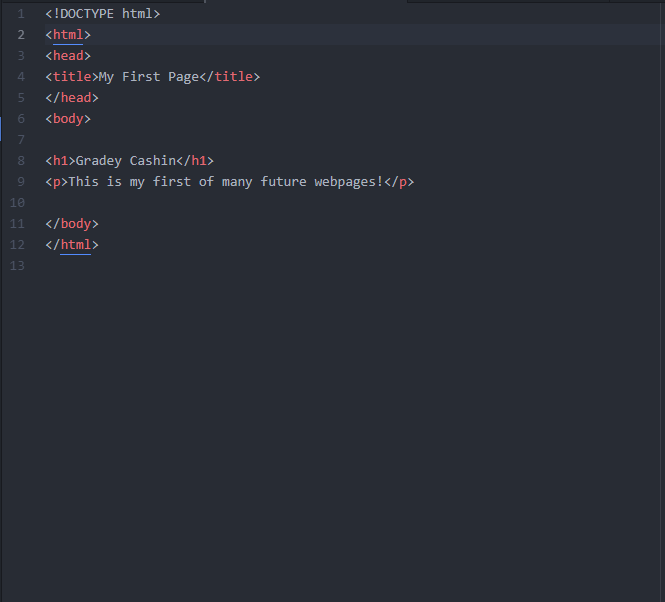 1 <!DOCTYPE html>
2 <html>
3 <head>
4 <title>My First Page</title>
5 </head>
6 <body>
7
8 <h1>Gradey Cashin</h1>
9 <p>This is my first of many future webpages!</p>
10
11 </body>
12 </html>
13